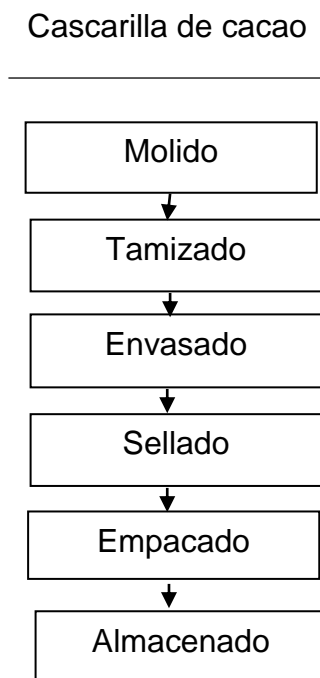 Cascarilla de cacao
Molido
Tamizado
Envasado
Sellado
Empacado
Almacenado